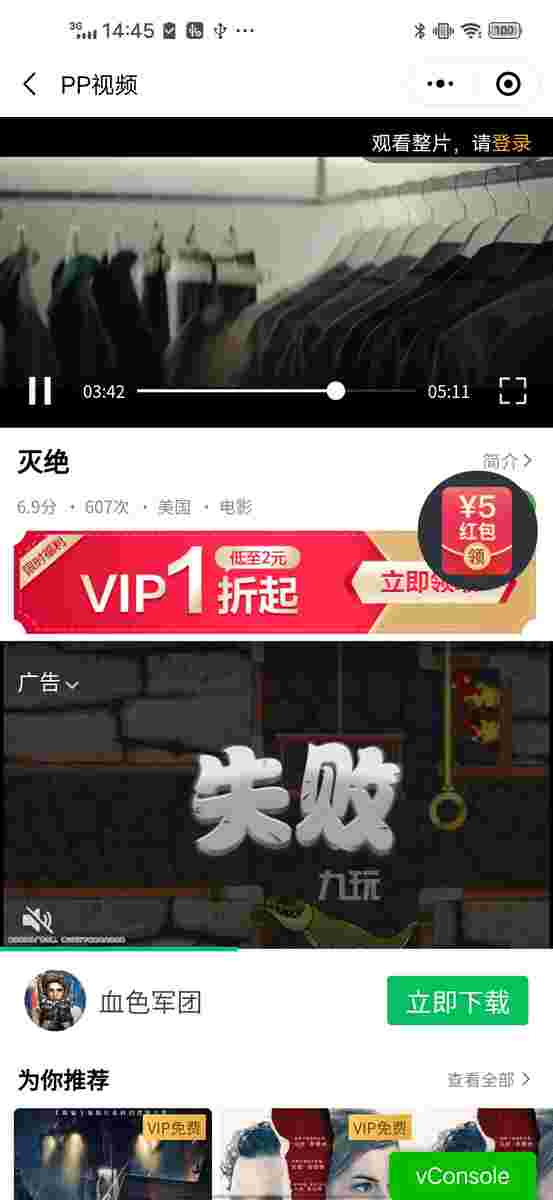 3G 14:45 100
PP视频
观看整片，请登录
03:42 05:11
灭绝 简介
6.9分 · 607次 · 美国 · 电影
限时福利 VIP1折起 低至2元 立即领
¥5
红包
领
广告
失败
九玩
血色军团 立即下载
为你推荐 查看全部
VIP免费 VIP免费
vConsole